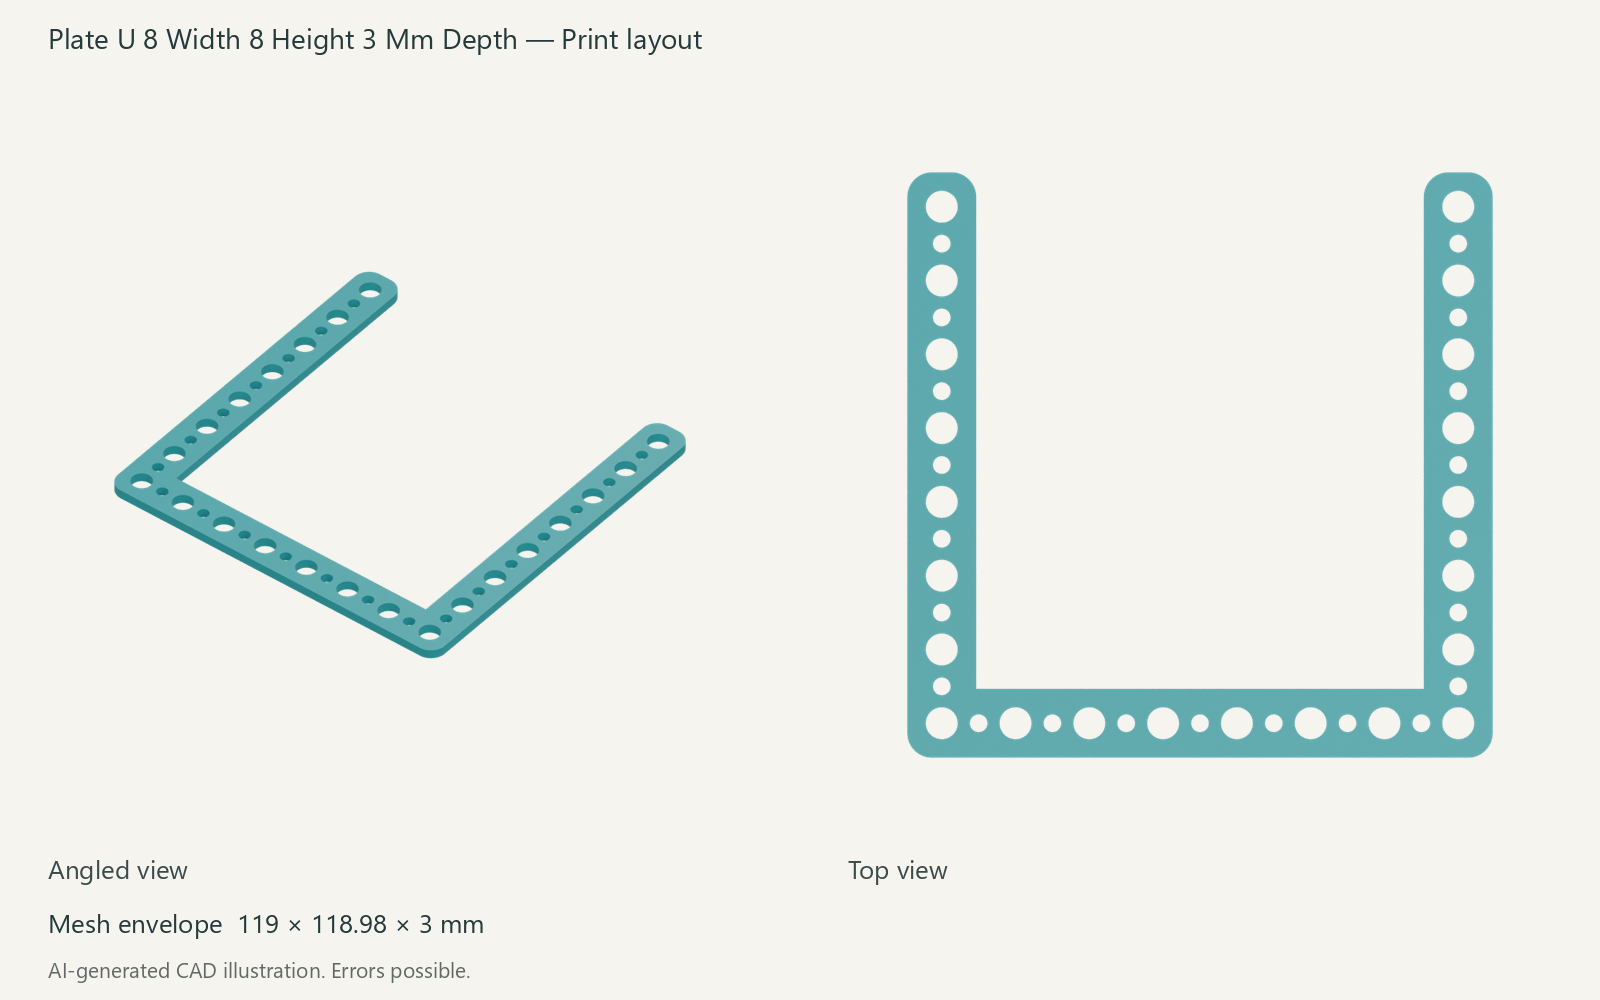 Plate U 8 Width 8 Height 3 Mm Depth — Print layout
Angled view
Top view
Mesh envelope  119 × 118.98 × 3 mm
AI-generated CAD illustration. Errors possible.